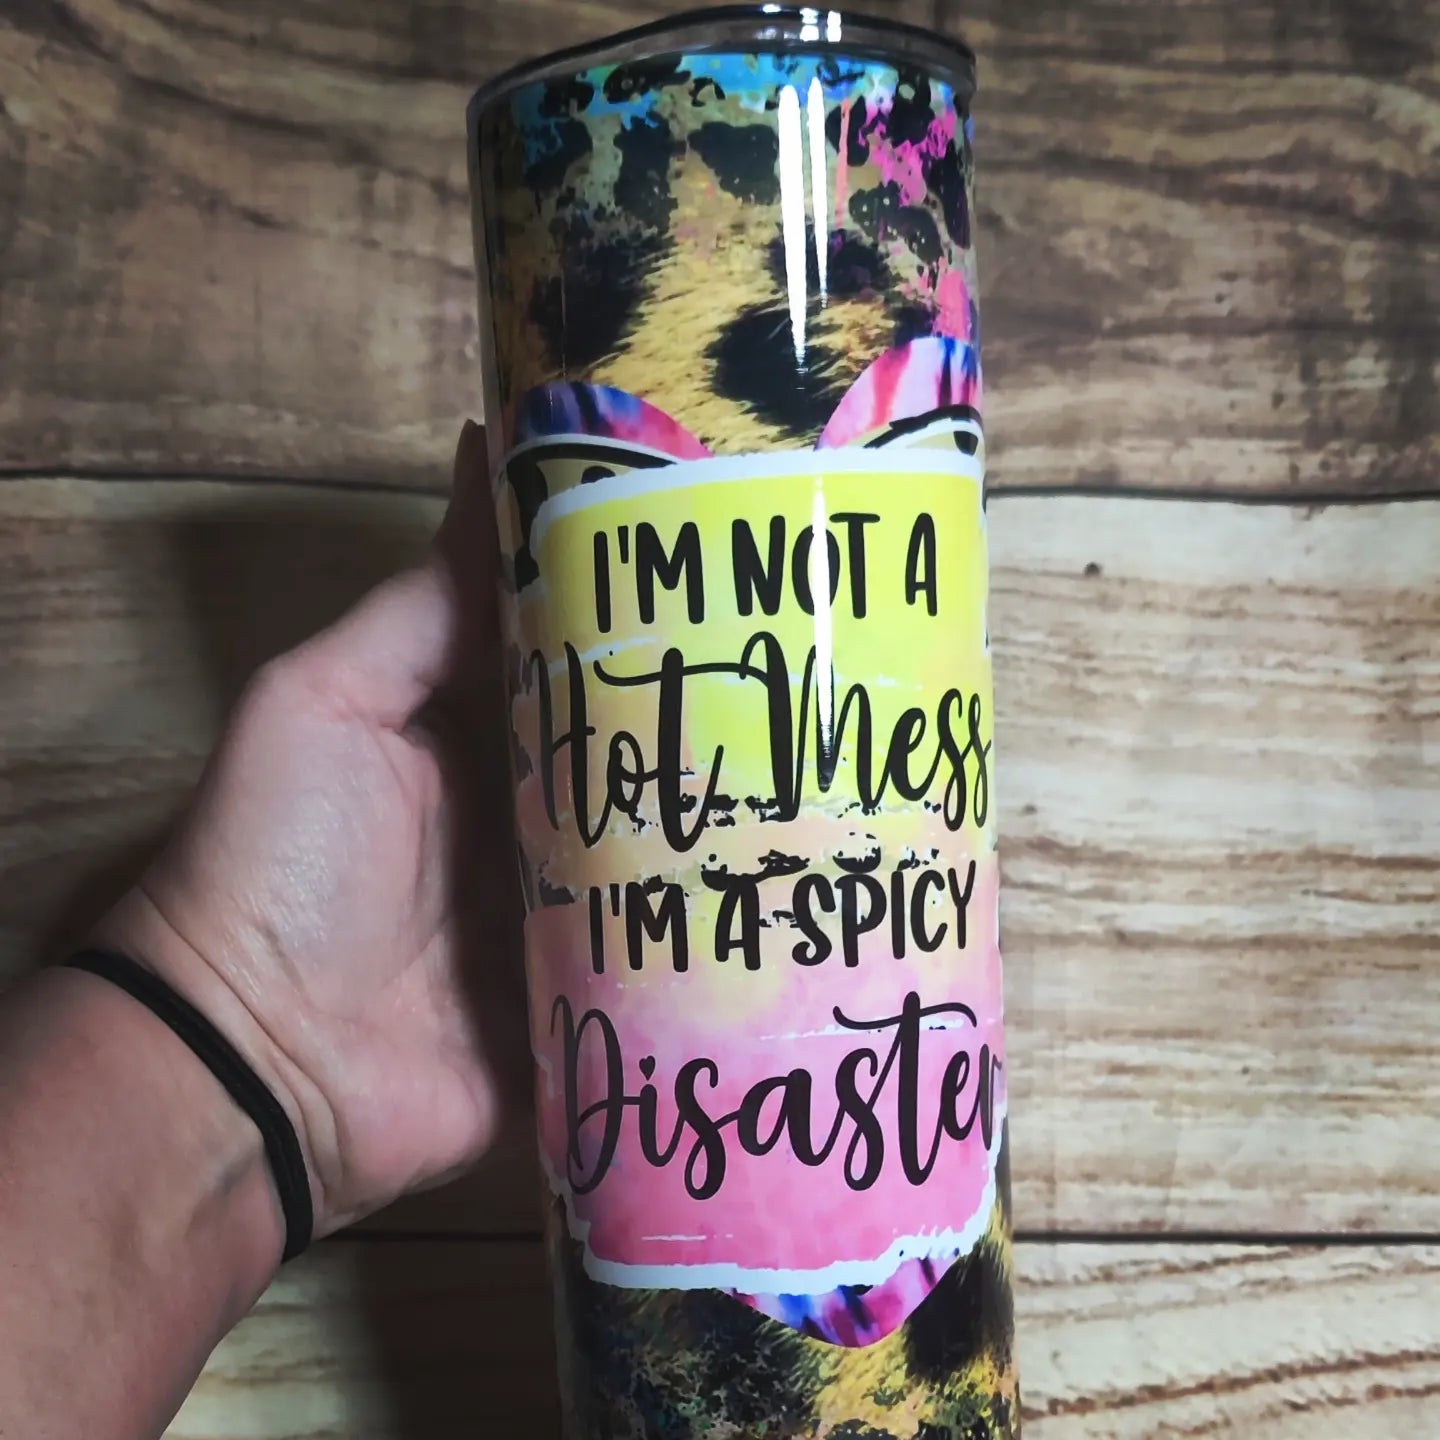 I'M NOT A
Hot Mess
I'M A SPICY
Disaster